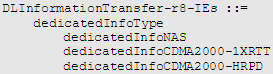 DLInformationTransfer-r8-IEs ::=
dedicatedInfoType
dedicatedInfoNAS
dedicatedInfoCDMA2000-1XRTT
dedicatedInfoCDMA2000-HRPD